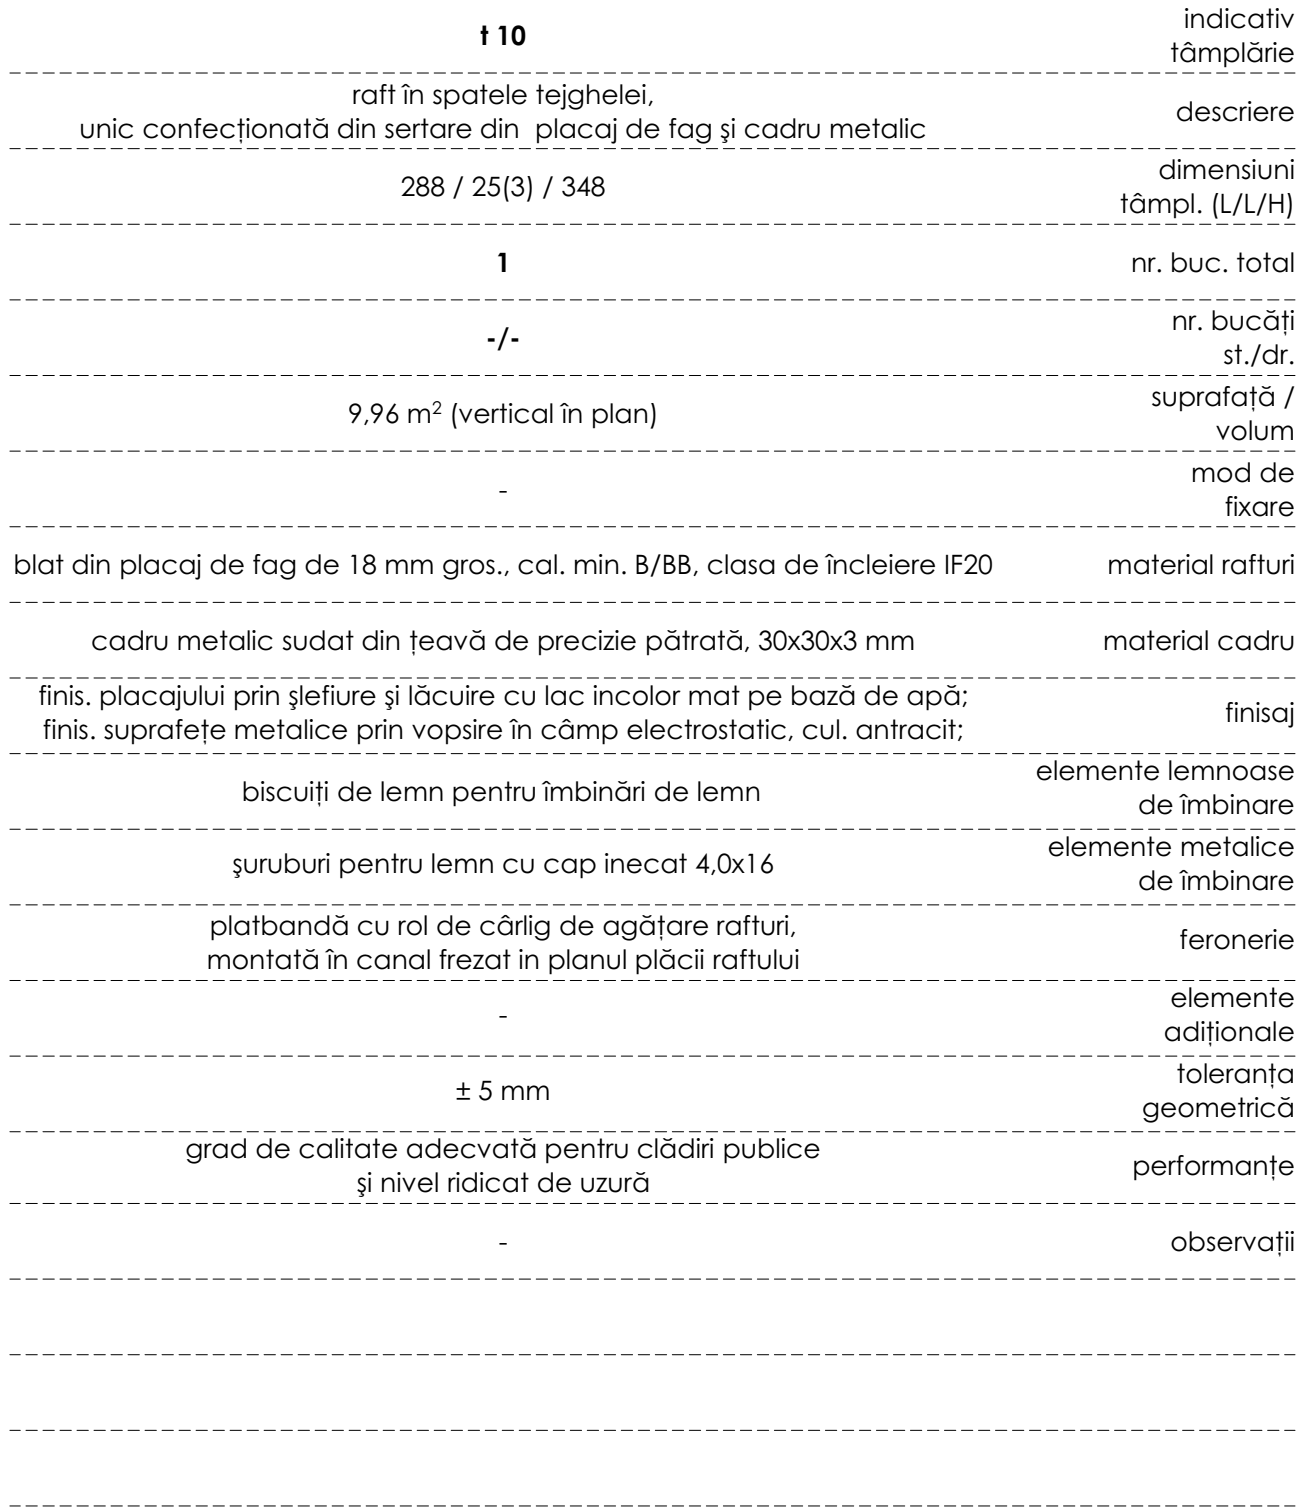 t 10
indicativ
tâmplărie
raft în spatele tejghelei,
unic confecționată din sertare din placaj de fag şi cadru metalic
descriere
288 / 25(3) / 348
dimensiuni
tâmpl. (L/L/H)
1
nr. buc. total
-/-
nr. bucăți
st./dr.
9,96 m² (vertical în plan)
suprafață /
volum
-
mod de
fixare
blat din placaj de fag de 18 mm gros., cal. min. B/BB, clasa de încleiere IF20
material rafturi
cadru metalic sudat din țeavă de precizie pătrată, 30x30x3 mm
material cadru
finis. placajului prin şlefiure şi lăcuire cu lac incolor mat pe bază de apă;
finis. suprafețe metalice prin vopsire în câmp electrostatic, cul. antracit;
finisaj
biscuiți de lemn pentru îmbinări de lemn
elemente lemnoase
de îmbinare
şuruburi pentru lemn cu cap inecat 4,0x16
elemente metalice
de îmbinare
platbandă cu rol de cârlig de agățare rafturi,
montată în canal frezat in planul plăcii raftului
feronerie
-
elemente
adiționale
± 5 mm
toleranța
geometrică
grad de calitate adecvată pentru clădiri publice
şi nivel ridicat de uzură
performanțe
-
observații